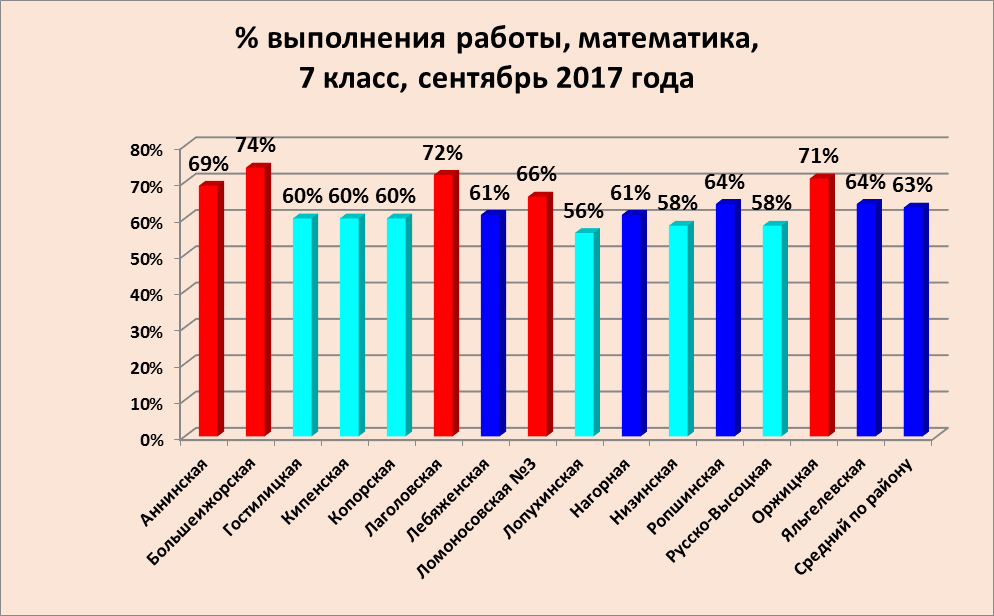 % выполнения работы, математика,
7 класс, сентябрь 2017 года
80%
70%
60%
50%
40%
30%
20%
10%
0%
69%
74%
60%
60%
60%
72%
61%
66%
56%
61%
58%
64%
58%
71%
64%
63%
Аннинская
Большеижорская
Гостилицкая
Кипенская
Копорская
Лаголовская
Лебяженская
Ломоносовская №3
Лопухинская
Нагорная
Низинская
Ропшинская
Русско-Высоцкая
Оржицкая
Яльгелевская
Средний по району